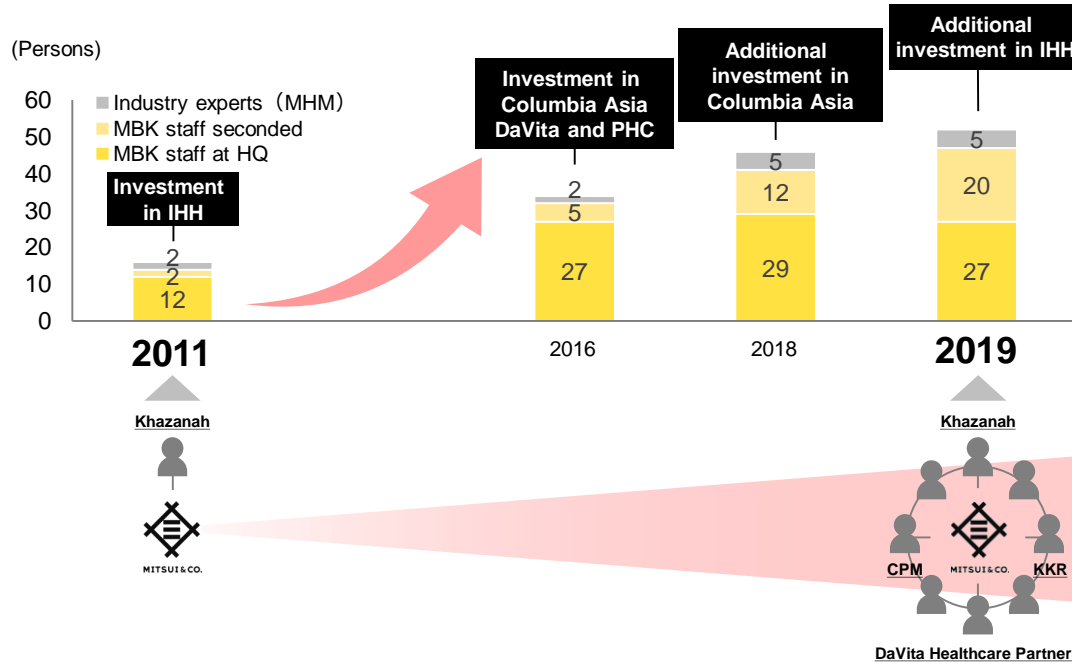 (Persons)
60
50
40
30
20
10
0
Industry experts（MHM）
MBK staff seconded
MBK staff at HQ
Investment
in IHH
Investment in
Columbia Asia
DaVita and PHC
Additional
investment in
Columbia Asia
Additional
investment in IHH
2
2
12
2
5
27
5
12
29
5
20
27
2011
2016
2018
2019
Khazanah
MITSUI & CO.
Khazanah
CPM
MITSUI & CO.
KKR
DaVita Healthcare Partner